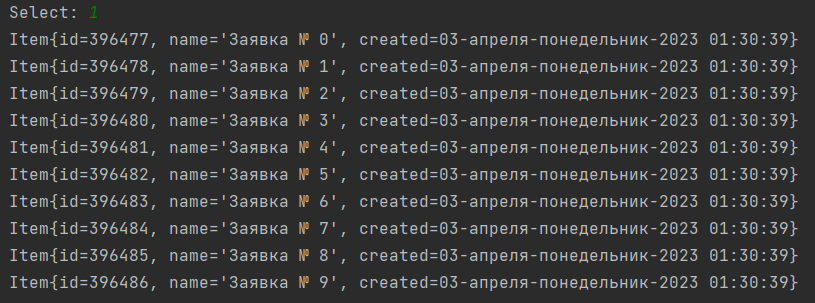 Select: 1
Item{id=396477, name='Заявка № 0', created=03-апреля-понедельник-2023 01:30:39}
Item{id=396478, name='Заявка № 1', created=03-апреля-понедельник-2023 01:30:39}
Item{id=396479, name='Заявка № 2', created=03-апреля-понедельник-2023 01:30:39}
Item{id=396480, name='Заявка № 3', created=03-апреля-понедельник-2023 01:30:39}
Item{id=396481, name='Заявка № 4', created=03-апреля-понедельник-2023 01:30:39}
Item{id=396482, name='Заявка № 5', created=03-апреля-понедельник-2023 01:30:39}
Item{id=396483, name='Заявка № 6', created=03-апреля-понедельник-2023 01:30:39}
Item{id=396484, name='Заявка № 7', created=03-апреля-понедельник-2023 01:30:39}
Item{id=396485, name='Заявка № 8', created=03-апреля-понедельник-2023 01:30:39}
Item{id=396486, name='Заявка № 9', created=03-апреля-понедельник-2023 01:30:39}